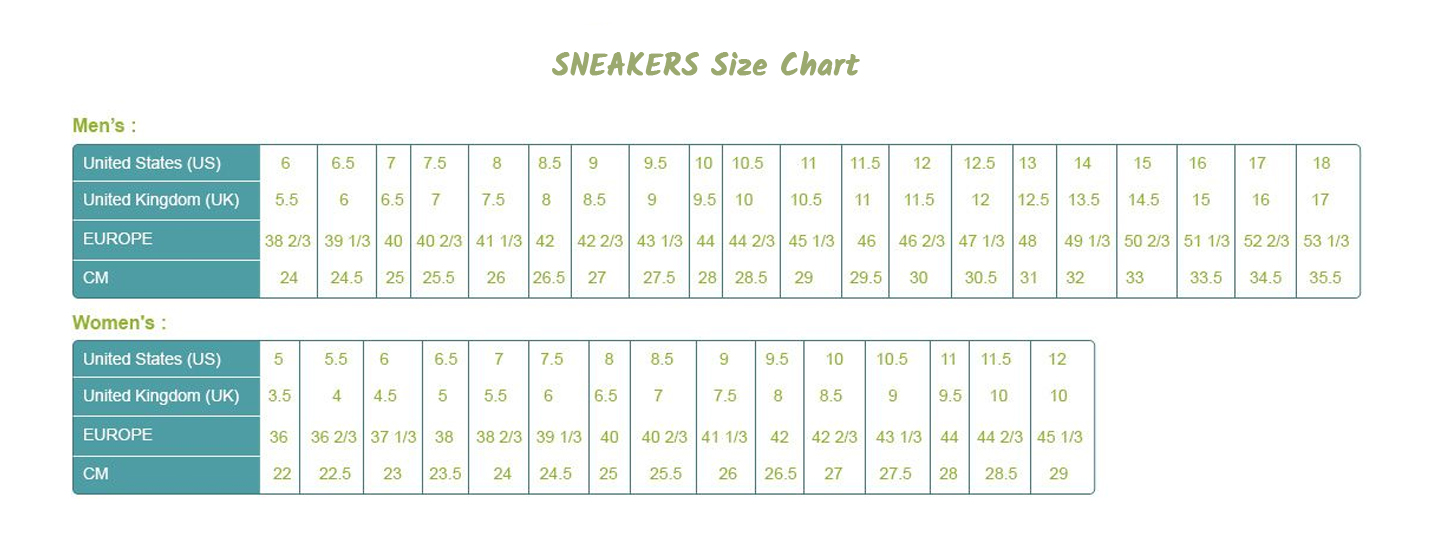 SNEAKERS Size Chart
Men’s :
United States (US) 6 6.5 7 7.5 8 8.5 9 9.5 10 10.5 11 11.5 12 12.5 13 14 15 16 17 18
United Kingdom (UK) 5.5 6 6.5 7 7.5 8 8.5 9 9.5 10 10.5 11 11.5 12 12.5 13.5 14.5 15 16 17
EUROPE 38 2/3 39 1/3 40 40 2/3 41 1/3 42 42 2/3 43 1/3 44 44 2/3 45 1/3 46 46 2/3 47 1/3 48 49 1/3 50 2/3 51 1/3 52 2/3 53 1/3
CM 24 24.5 25 25.5 26 26.5 27 27.5 28 28.5 29 29.5 30 30.5 31 32 33 33.5 34.5 35.5
Women's :
United States (US) 5 5.5 6 6.5 7 7.5 8 8.5 9 9.5 10 10.5 11 11.5 12
United Kingdom (UK) 3.5 4 4.5 5 5.5 6 6.5 7 7.5 8 8.5 9 9.5 10 10
EUROPE 36 36 2/3 37 1/3 38 38 2/3 39 1/3 40 40 2/3 41 1/3 42 42 2/3 43 1/3 44 44 2/3 45 1/3
CM 22 22.5 23 23.5 24 24.5 25 25.5 26 26.5 27 27.5 28 28.5 29